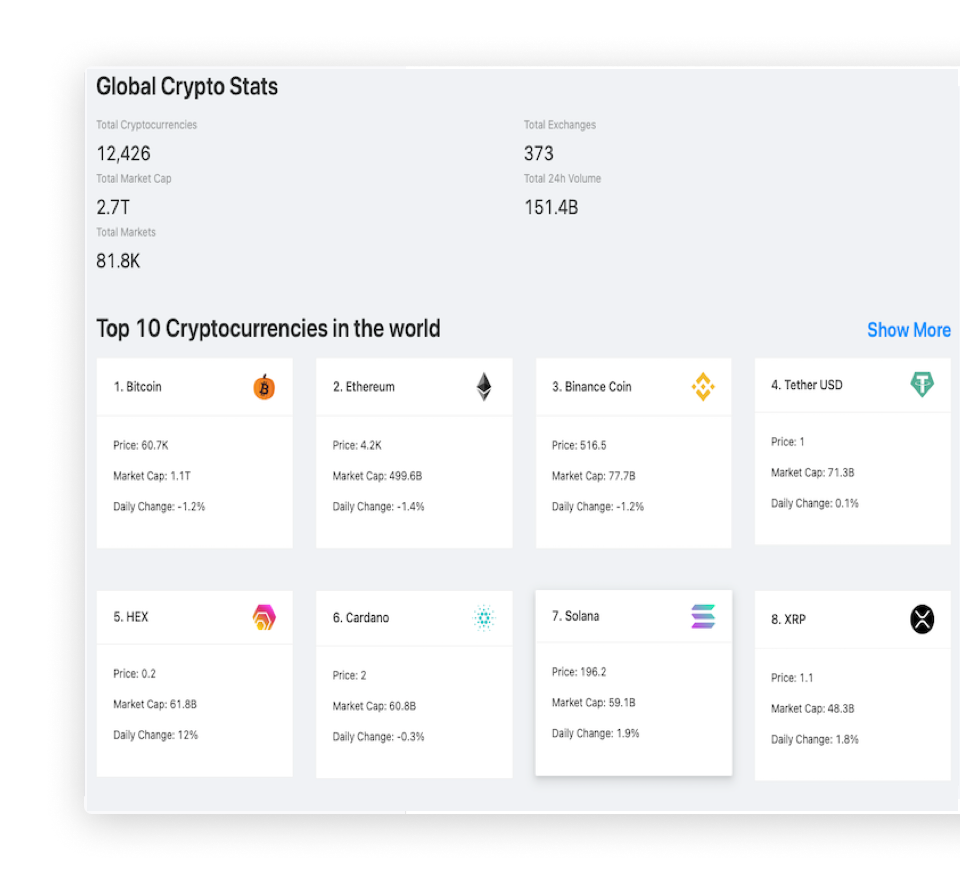 Global Crypto Stats
Total Cryptocurrencies
12,426
Total Exchanges
373
Total Market Cap
2.7T
Total 24h Volume
151.4B
Total Markets
81.8K
Top 10 Cryptocurrencies in the world
Show More
1. Bitcoin
Price: 60.7K
Market Cap: 1.1T
Daily Change: -1.2%
2. Ethereum
Price: 4.2K
Market Cap: 499.6B
Daily Change: -1.4%
3. Binance Coin
Price: 516.5
Market Cap: 77.7B
Daily Change: -1.2%
4. Tether USD
Price: 1
Market Cap: 71.3B
Daily Change: 0.1%
5. HEX
Price: 0.2
Market Cap: 61.8B
Daily Change: 12%
6. Cardano
Price: 2
Market Cap: 60.8B
Daily Change: -0.3%
7. Solana
Price: 196.2
Market Cap: 59.1B
Daily Change: 1.9%
8. XRP
Price: 1.1
Market Cap: 48.3B
Daily Change: 1.8%